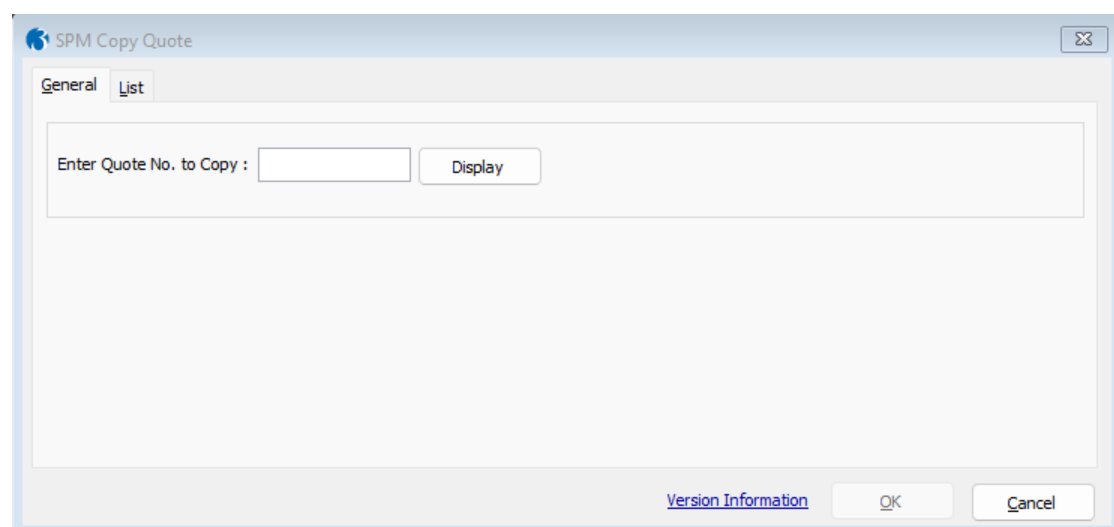 SPM Copy Quote
General List
Enter Quote No. to Copy : Display
Version Information OK Cancel